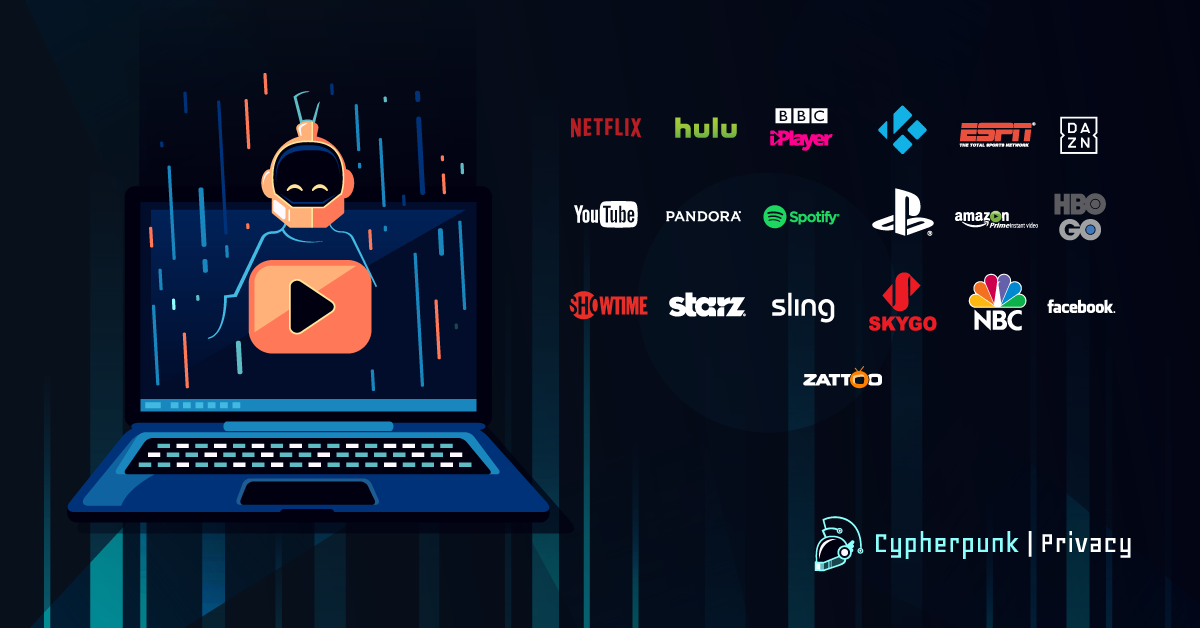 NETFLIX
hulu
BBC
iPlayer
ESPN
THE TOTAL SPORTS NETWORK
DA
ZN
YouTube
PANDORA
Spotify
amazon
Prime instant video
HBO
GO
SHOWTIME
starz
sling
SKYGO
NBC
facebook
ZATTOO
Cypherpunk | Privacy